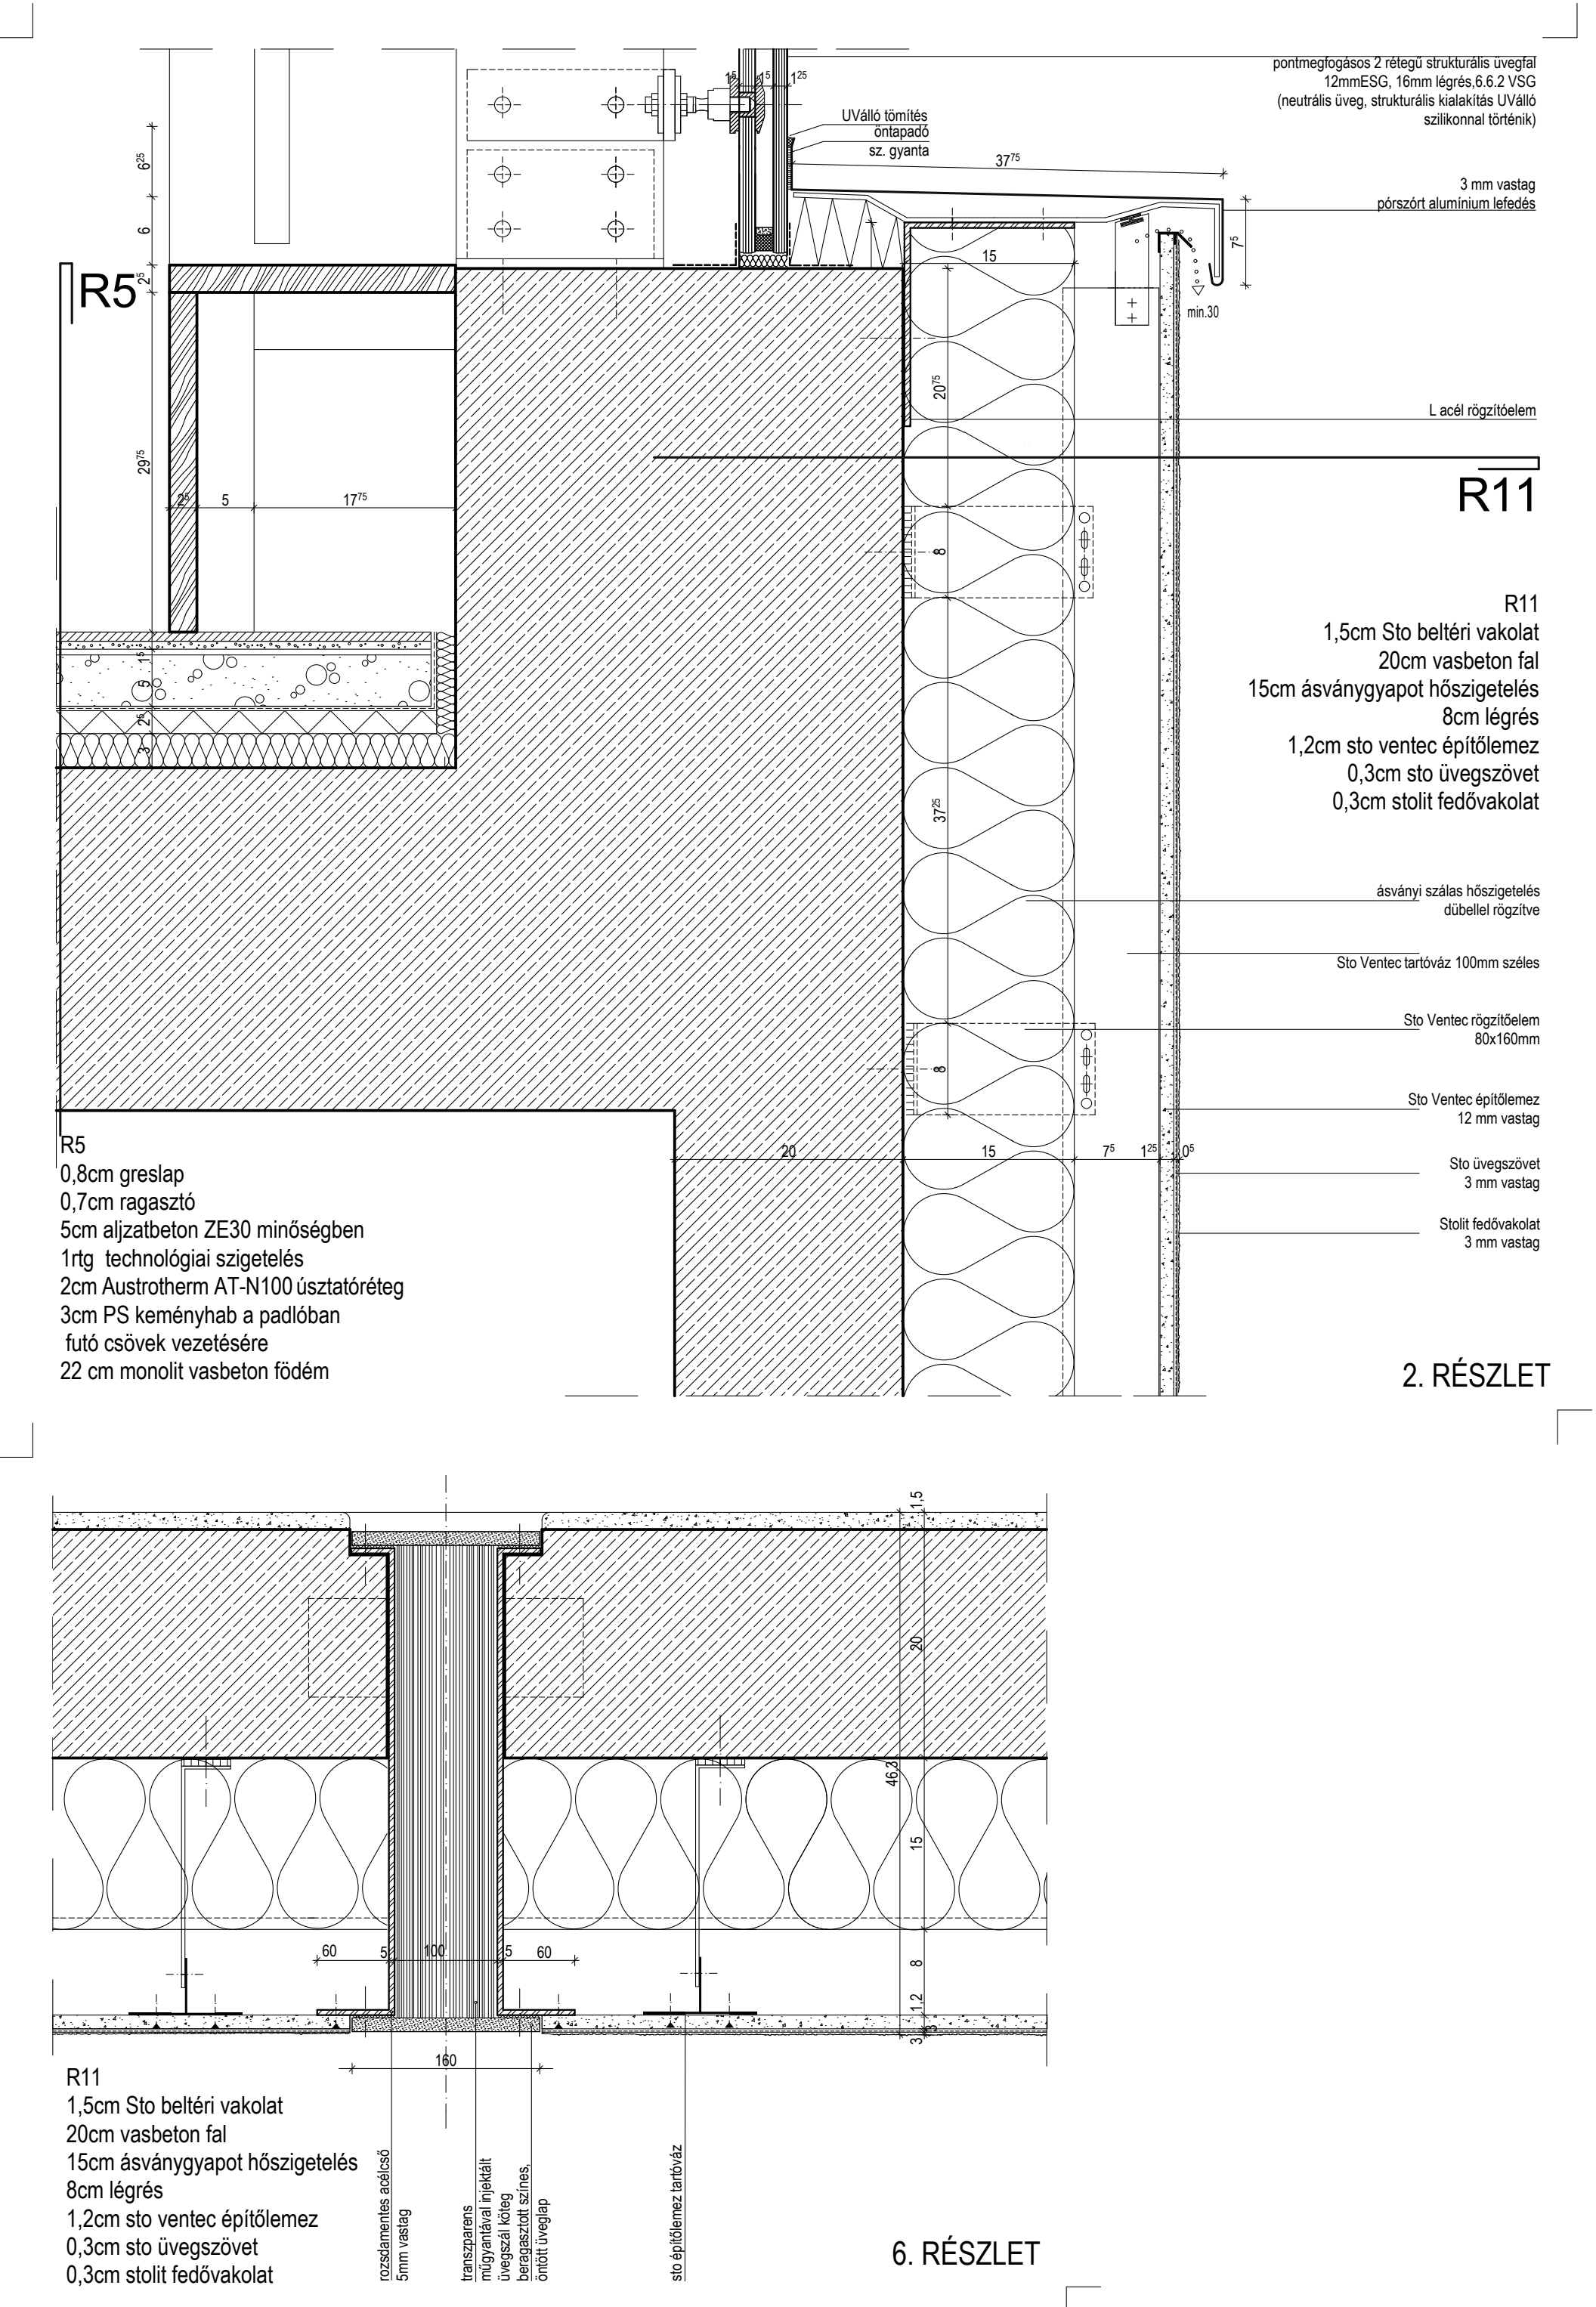 pontmegfogásos 2 rétegű strukturális üvegfal
12mmESG, 16mm légrés,6.6.2 VSG
(neutrális üveg, strukturális kialakítás UVálló
szilikonnal történik)
1⁵
1⁵
1²⁵
UVálló tömítés
öntapadó
sz. gyanta
37⁷⁵
3 mm vastag
pórszórt alumínium lefedés
6²⁵
6
2⁵
7⁵
15
R5
min.30
20⁷⁵
L acél rögzítőelem
29⁷⁵
2⁵
5
17⁷⁵
R11
8
R11
1,5cm Sto beltéri vakolat
20cm vasbeton fal
15cm ásványgyapot hőszigetelés
8cm légrés
1,2cm sto ventec építőlemez
0,3cm sto üvegszövet
0,3cm stolit fedővakolat
1⁵
5
2⁵
3
37²⁵
ásványi szálas hőszigetelés
dübellel rögzítve
Sto Ventec tartóváz 100mm széles
Sto Ventec rögzítőelem
80x160mm
8
Sto Ventec építőlemez
12 mm vastag
20
15
7⁵
1²⁵
0⁵
Sto üvegszövet
3 mm vastag
Stolit fedővakolat
3 mm vastag
R5
0,8cm greslap
0,7cm ragasztó
5cm aljzatbeton ZE30 minőségben
1rtg technológiai szigetelés
2cm Austrotherm AT-N100 úsztatóréteg
3cm PS keményhab a padlóban
futó csövek vezetésére
22 cm monolit vasbeton födém
2. RÉSZLET
1,5
20
46,3
15
8
1,2
3
3
60
5
100
5
60
160
R11
1,5cm Sto beltéri vakolat
20cm vasbeton fal
15cm ásványgyapot hőszigetelés
8cm légrés
1,2cm sto ventec építőlemez
0,3cm sto üvegszövet
0,3cm stolit fedővakolat
rozsdamentes acélcső
5mm vastag
transzparens
műgyantával injektált
üvegszál köteg
beragasztott színes,
öntött üveglap
sto építőlemez tartóváz
6. RÉSZLET